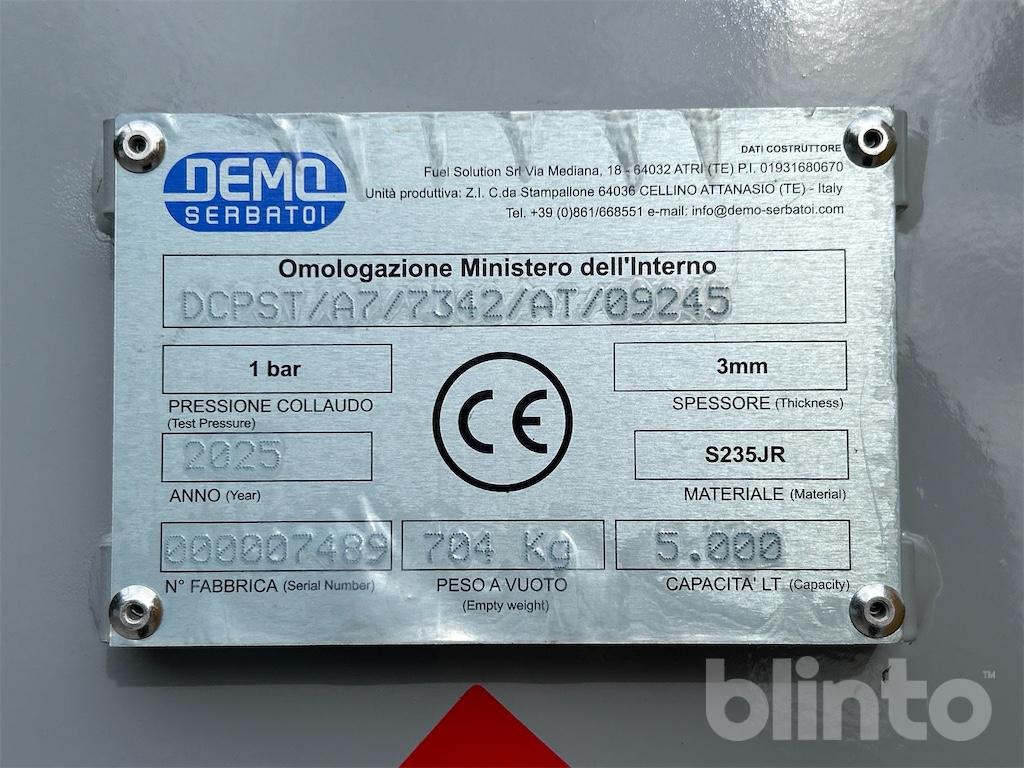 DEMO
SERBATOI
DATI COSTRUTTORE
Fuel Solution Srl Via Mediana, 18 - 64032 ATRI (TE) P.I. 01931680670
Unità produttiva: Z.I. C.da Stampallone 64036 CELLINO ATTANASIO (TE) - Italy
Tel. +39 (0)861/668551 e-mail: info@demo-serbatoi.com
Omologazione Ministero dell'Interno
DCPST/A7/7342/AT/09245
1 bar
PRESSIONE COLLAUDO
(Test Pressure)
2025
ANNO (Year)
CE
3mm
SPESSORE (Thickness)
S235JR
MATERIALE (Material)
000007489
N° FABBRICA (Serial Number)
704 Kg
PESO A VUOTO
(Empty weight)
5.000
CAPACITA' LT (Capacity)
blinto™